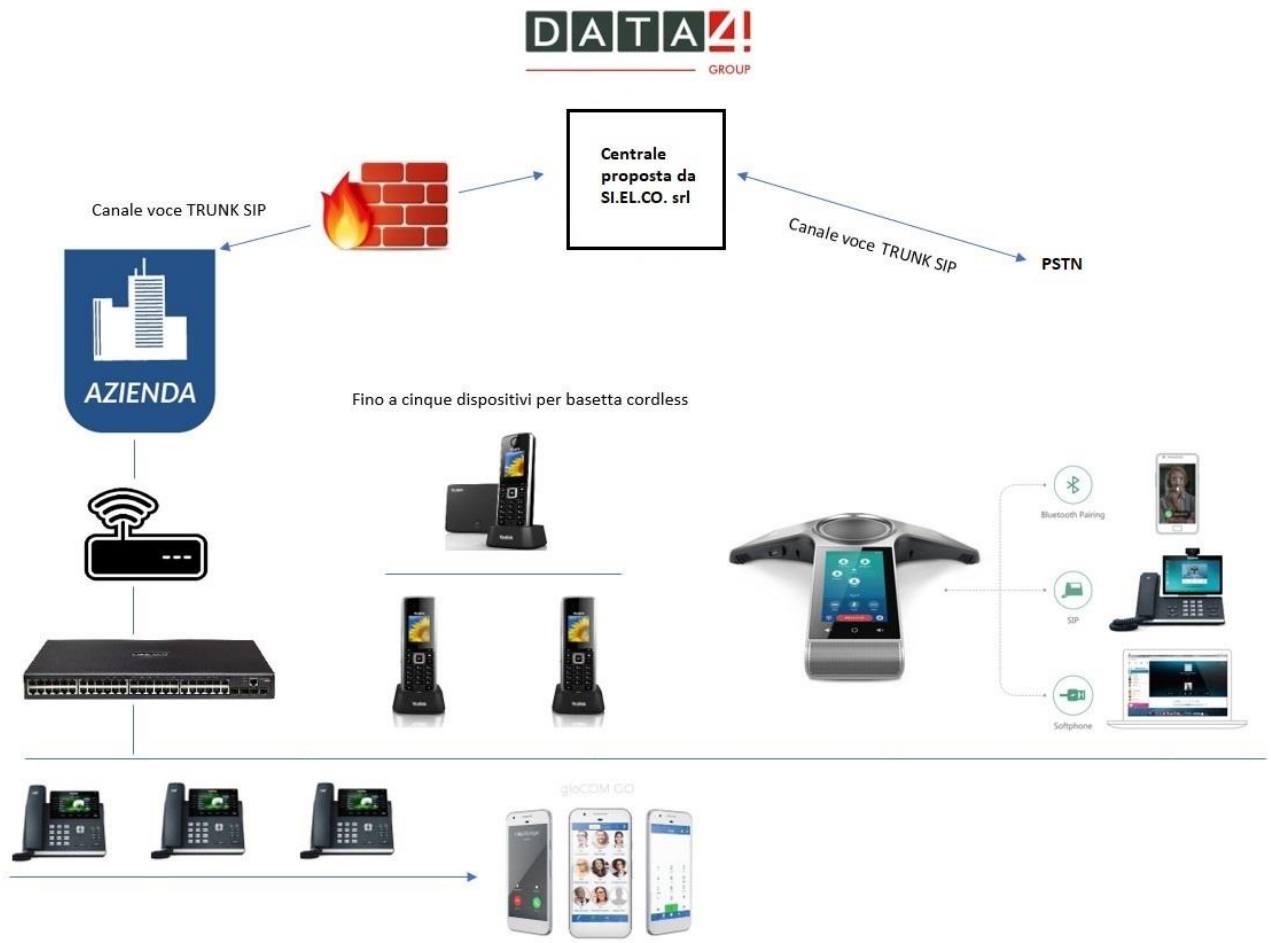 DATA4!
GROUP
Centrale
proposta da
SI.EL.CO. srl
Canale voce TRUNK SIP
Canale voce TRUNK SIP
PSTN
AZIENDA
Fino a cinque dispositivi per basetta cordless
Bluetooth Pairing
SIP
Softphone
gloCOM GO